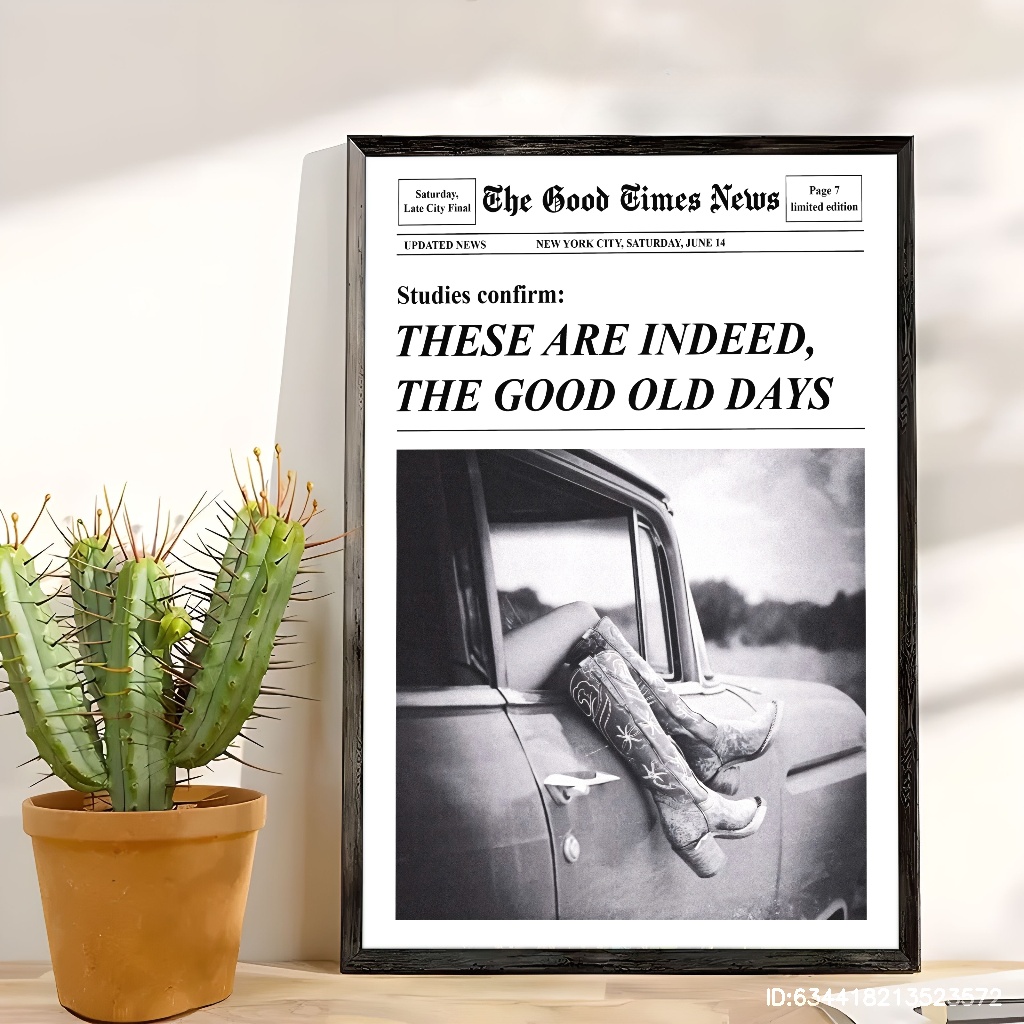 Saturday,
Late City Final
The Good Times News
Page 7
limited edition
UPDATED NEWS
NEW YORK CITY, SATURDAY, JUNE 14
Studies confirm:
THESE ARE INDEED,
THE GOOD OLD DAYS
ID:634418213523572